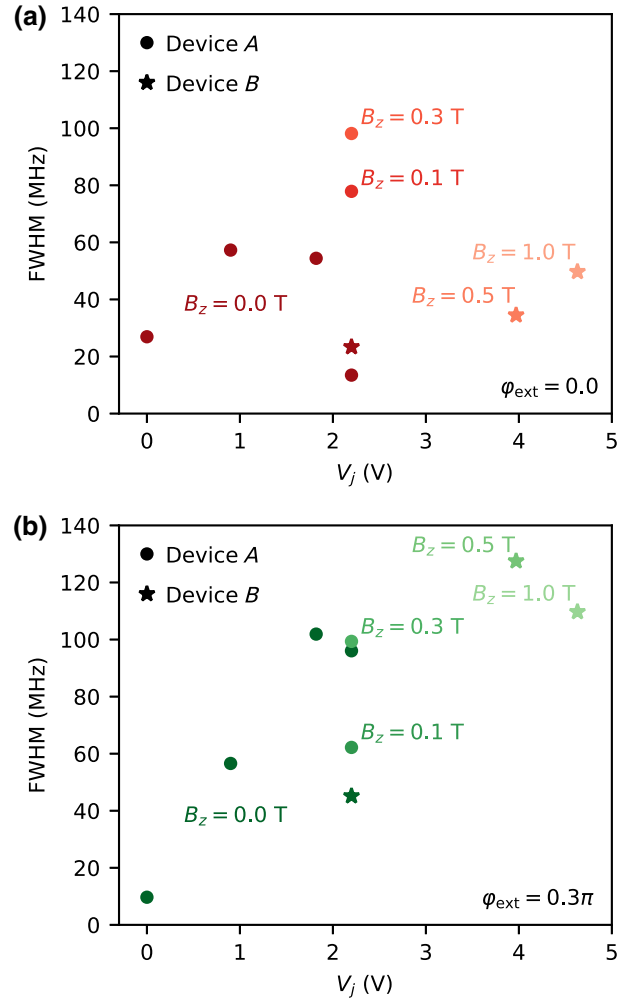 (a)
140
120
100
80
60
40
20
0
FWHM (MHz)
Device A
Device B
B_z = 0.3 T
B_z = 0.1 T
B_z = 1.0 T
B_z = 0.0 T
B_z = 0.5 T
φ_ext = 0.0
0 1 2 3 4 5
V_j (V)
(b)
140
120
100
80
60
40
20
0
FWHM (MHz)
Device A
Device B
B_z = 0.5 T
B_z = 1.0 T
B_z = 0.3 T
B_z = 0.1 T
B_z = 0.0 T
φ_ext = 0.3π
0 1 2 3 4 5
V_j (V)